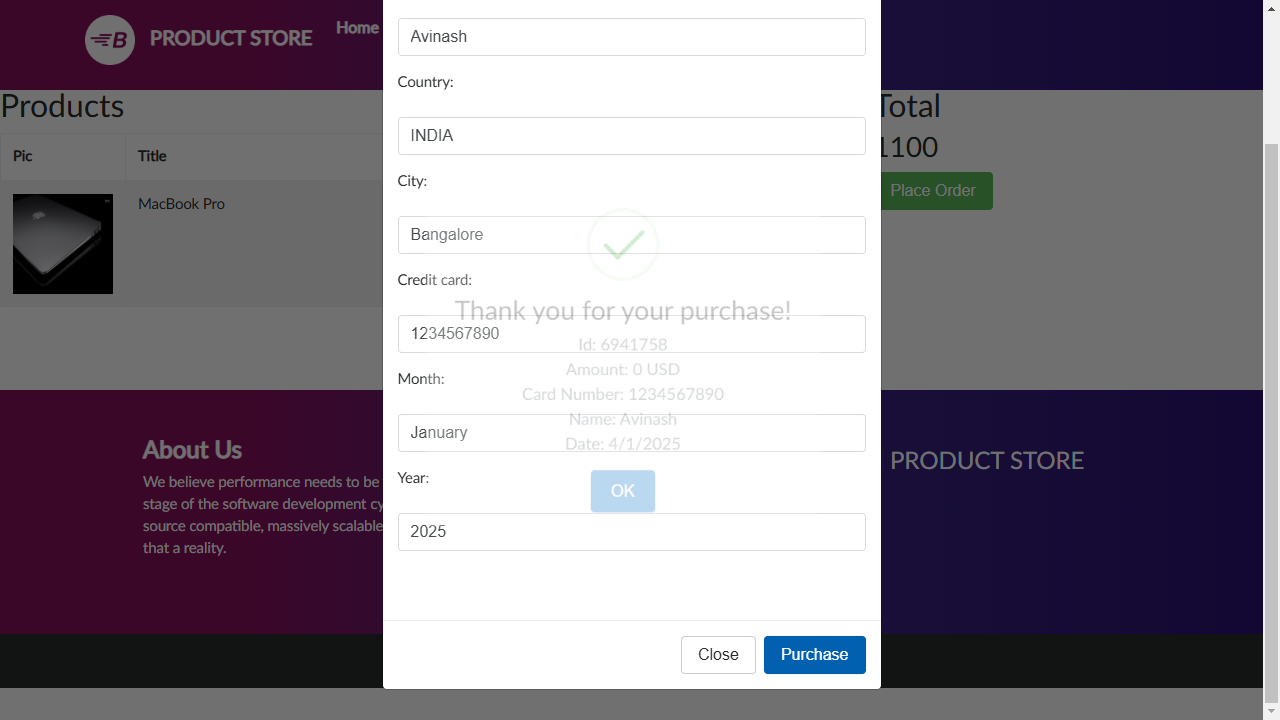 B PRODUCT STORE
Home
Products
Pic
Title
MacBook Pro
Avinash
Country:
INDIA
City:
Bangalore
Credit card:
1234567890
Month:
January
Year:
2025
Thank you for your purchase!
Id: 6941758
Amount: 0 USD
Card Number: 1234567890
Name: Avinash
Date: 4/1/2025
OK
Close
Purchase
Total
1100
Place Order
About Us
We believe performance needs to be
stage of the software development cy
source compatible, massively scalable
that a reality.
PRODUCT STORE